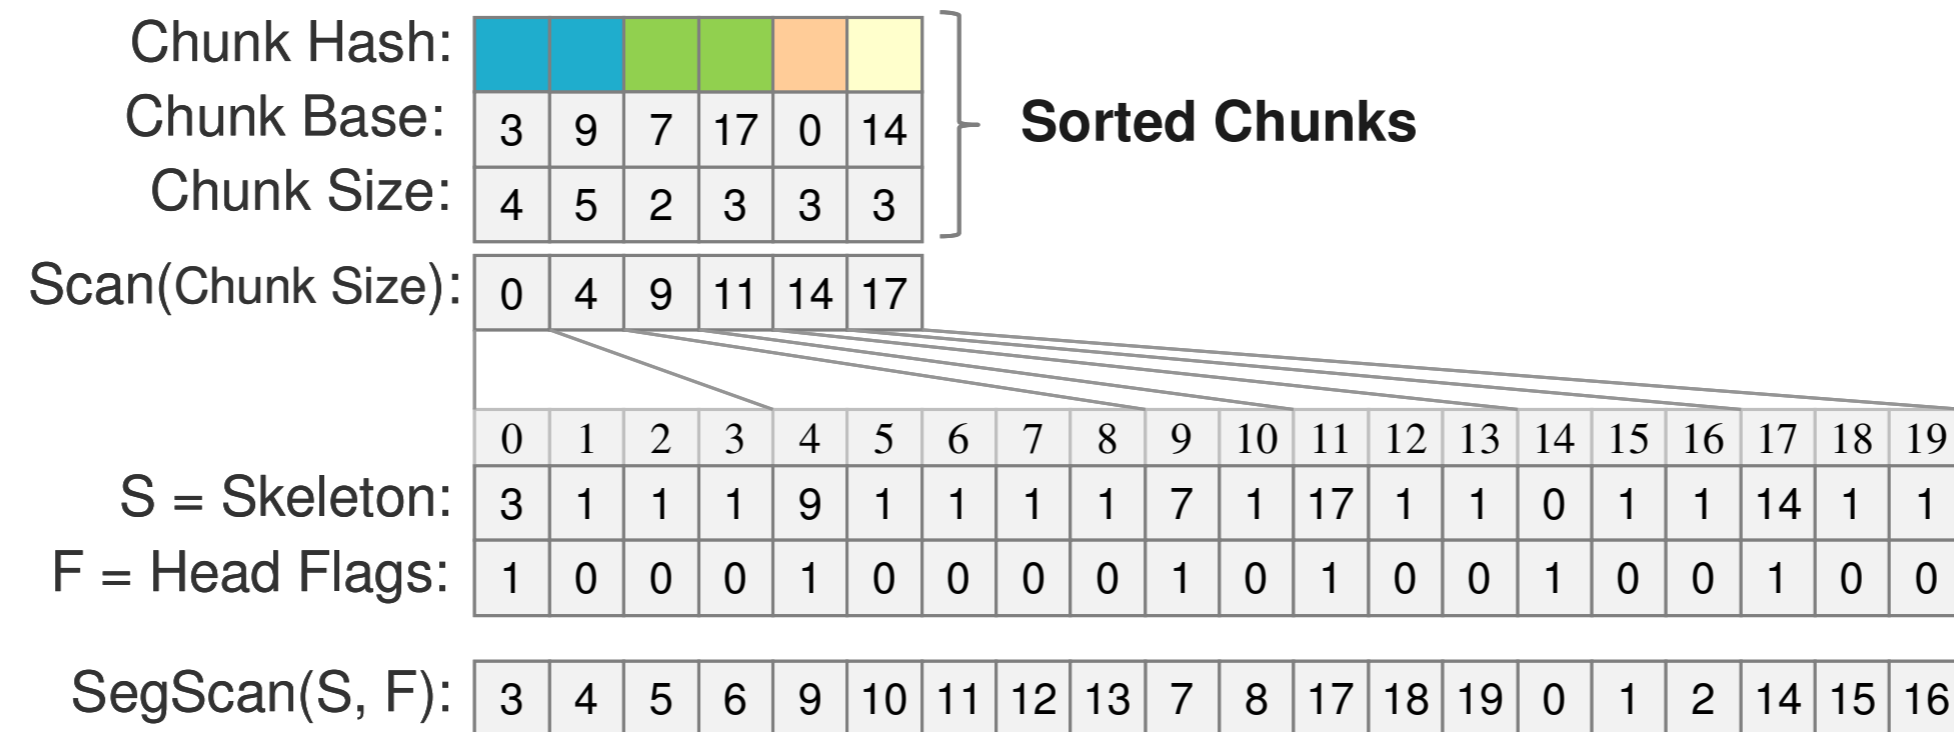 Chunk Hash:
Chunk Base: 3 9 7 17 0 14
Sorted Chunks
Chunk Size: 4 5 2 3 3 3
Scan(Chunk Size): 0 4 9 11 14 17
0 1 2 3 4 5 6 7 8 9 10 11 12 13 14 15 16 17 18 19
S = Skeleton: 3 1 1 1 9 1 1 1 1 7 1 17 1 1 0 1 1 14 1 1
F = Head Flags: 1 0 0 0 1 0 0 0 0 1 0 1 0 0 1 0 0 1 0 0
SegScan(S, F): 3 4 5 6 9 10 11 12 13 7 8 17 18 19 0 1 2 14 15 16